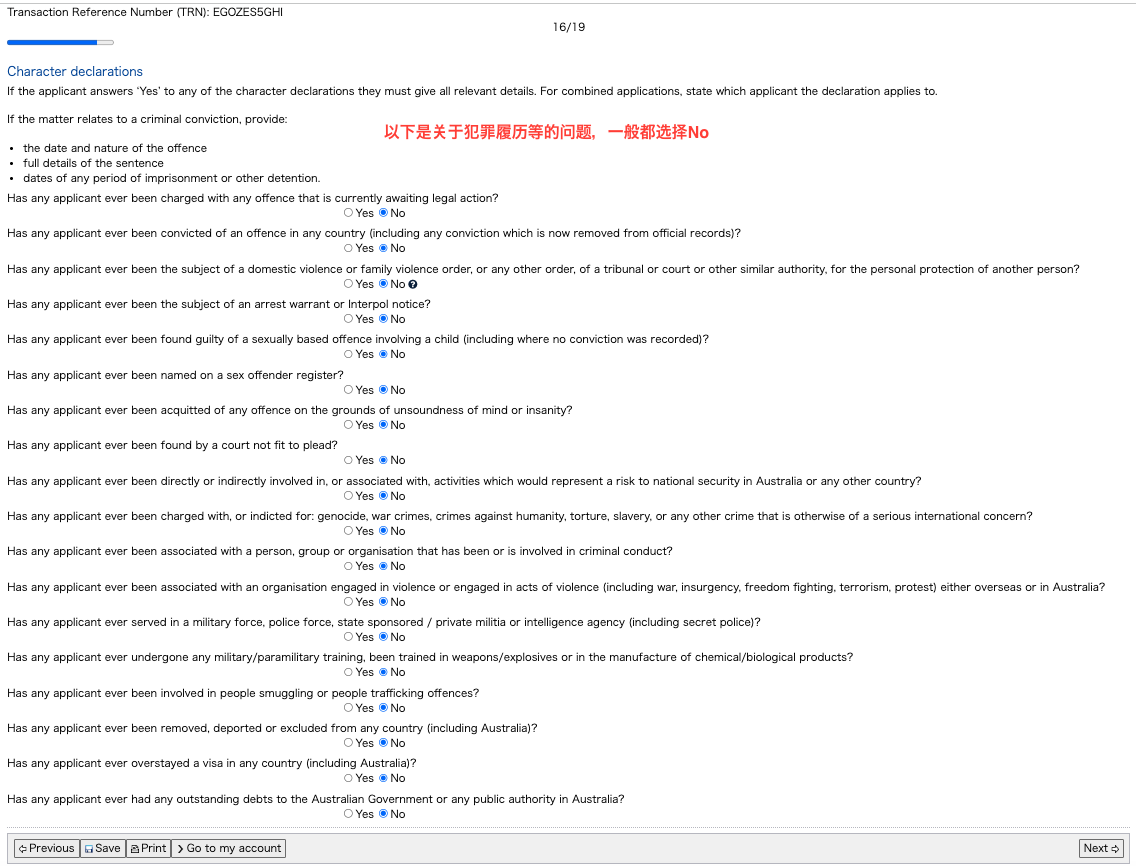 Transaction Reference Number (TRN): EGOZES5GHI
16/19
Character declarations
If the applicant answers ‘Yes’ to any of the character declarations they must give all relevant details. For combined applications, state which applicant the declaration applies to.
If the matter relates to a criminal conviction, provide:
以下是关于犯罪履历等的问题，一般都选择No
• the date and nature of the offence
• full details of the sentence
• dates of any period of imprisonment or other detention.
Has any applicant ever been charged with any offence that is currently awaiting legal action?
Yes No
Has any applicant ever been convicted of an offence in any country (including any conviction which is now removed from official records)?
Yes No
Has any applicant ever been the subject of a domestic violence or family violence order, or any other order, of a tribunal or court or other similar authority, for the personal protection of another person?
Yes No ?
Has any applicant ever been the subject of an arrest warrant or Interpol notice?
Yes No
Has any applicant ever been found guilty of a sexually based offence involving a child (including where no conviction was recorded)?
Yes No
Has any applicant ever been named on a sex offender register?
Yes No
Has any applicant ever been acquitted of any offence on the grounds of unsoundness of mind or insanity?
Yes No
Has any applicant ever been found by a court not fit to plead?
Yes No
Has any applicant ever been directly or indirectly involved in, or associated with, activities which would represent a risk to national security in Australia or any other country?
Yes No
Has any applicant ever been charged with, or indicted for: genocide, war crimes, crimes against humanity, torture, slavery, or any other crime that is otherwise of a serious international concern?
Yes No
Has any applicant ever been associated with a person, group or organisation that has been or is involved in criminal conduct?
Yes No
Has any applicant ever been associated with an organisation engaged in violence or engaged in acts of violence (including war, insurgency, freedom fighting, terrorism, protest) either overseas or in Australia?
Yes No
Has any applicant ever served in a military force, police force, state sponsored / private militia or intelligence agency (including secret police)?
Yes No
Has any applicant ever undergone any military/paramilitary training, been trained in weapons/explosives or in the manufacture of chemical/biological products?
Yes No
Has any applicant ever been involved in people smuggling or people trafficking offences?
Yes No
Has any applicant ever been removed, deported or excluded from any country (including Australia)?
Yes No
Has any applicant ever overstayed a visa in any country (including Australia)?
Yes No
Has any applicant ever had any outstanding debts to the Australian Government or any public authority in Australia?
Yes No
Previous Save Print Go to my account Next